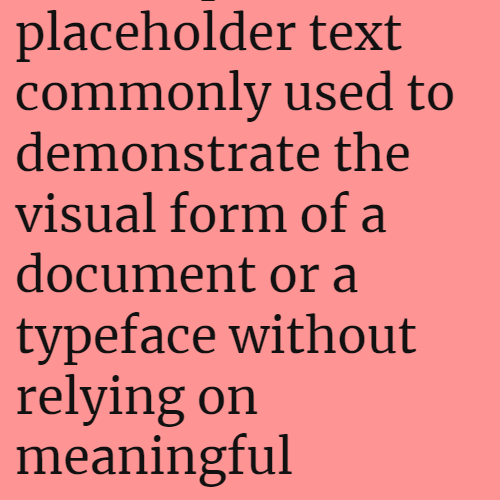 placeholder text
commonly used to
demonstrate the
visual form of a
document or a
typeface without
relying on
meaningful